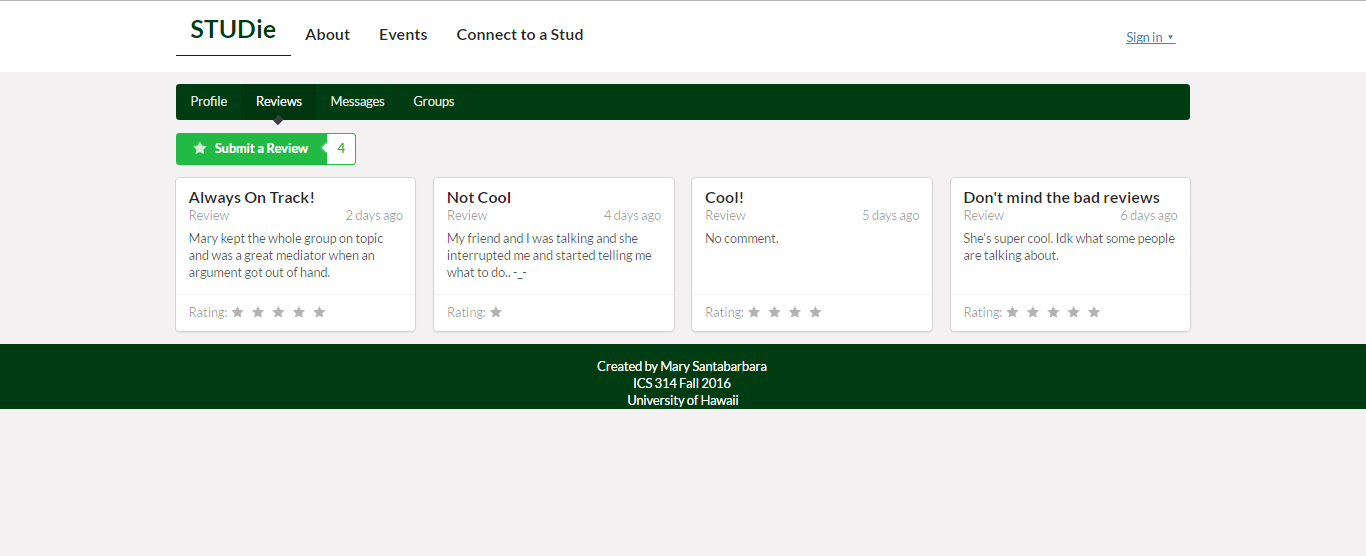 STUDie About Events Connect to a Stud Sign in
Profile Reviews Messages Groups
Submit a Review 4
Always On Track!
Review 2 days ago
Mary kept the whole group on topic
and was a great mediator when an
argument got out of hand.
Rating:
Not Cool
Review 4 days ago
My friend and I was talking and she
interrupted me and started telling me
what to do.. -_-
Rating:
Cool!
Review 5 days ago
No comment.
Rating:
Don't mind the bad reviews
Review 6 days ago
She's super cool. Idk what some people
are talking about.
Rating:
Created by Mary Santabarbara
ICS 314 Fall 2016
University of Hawaii